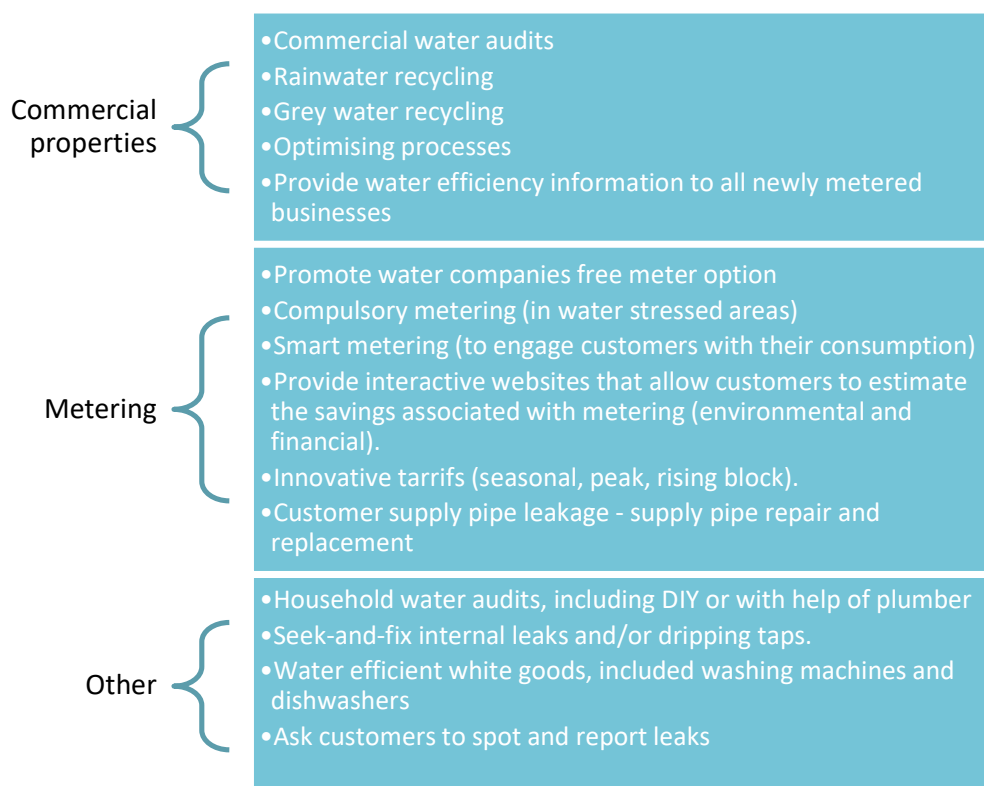 Commercial
properties
•Commercial water audits
•Rainwater recycling
•Grey water recycling
•Optimising processes
•Provide water efficiency information to all newly metered
businesses
Metering
•Promote water companies free meter option
•Compulsory metering (in water stressed areas)
•Smart metering (to engage customers with their consumption)
•Provide interactive websites that allow customers to estimate
the savings associated with metering (environmental and
financial).
•Innovative tarrifs (seasonal, peak, rising block).
•Customer supply pipe leakage - supply pipe repair and
replacement
Other
•Household water audits, including DIY or with help of plumber
•Seek-and-fix internal leaks and/or dripping taps.
•Water efficient white goods, included washing machines and
dishwashers
•Ask customers to spot and report leaks